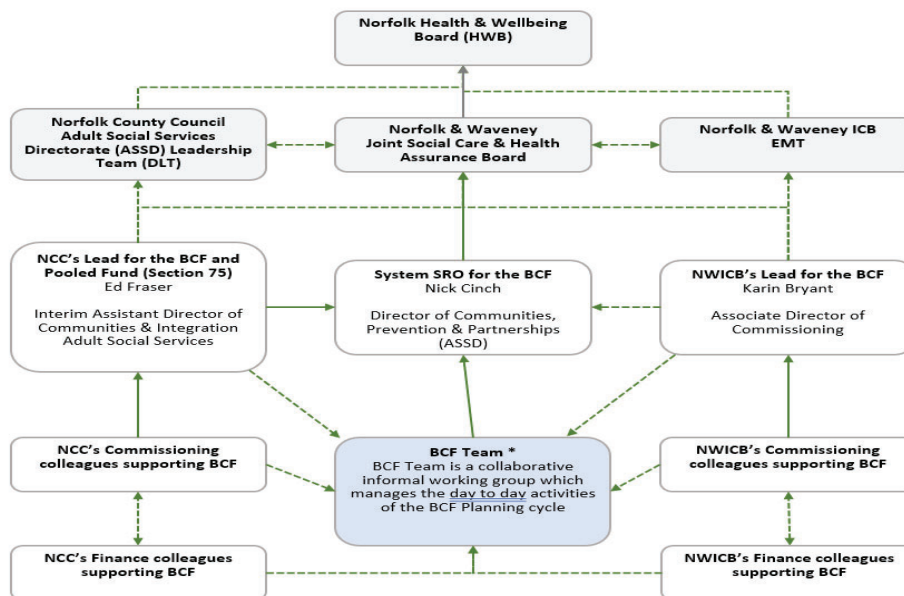 Norfolk Health & Wellbeing
Board (HWB)
Norfolk County Council
Adult Social Services
Directorate (ASSD) Leadership
Team (DLT)
Norfolk & Waveney
Joint Social Care & Health
Assurance Board
Norfolk & Waveney ICB
EMT
NCC's Lead for the BCF and
Pooled Fund (Section 75)
Ed Fraser
Interim Assistant Director of
Communities & Integration
Adult Social Services
System SRO for the BCF
Nick Cinch
Director of Communities,
Prevention & Partnerships
(ASSD)
NWICB's Lead for the BCF
Karin Bryant
Associate Director of
Commissioning
NCC's Commissioning
colleagues supporting BCF
BCF Team *
BCF Team is a collaborative
informal working group which
manages the day to day activities
of the BCF Planning cycle
NWICB's Commissioning
colleagues supporting BCF
NCC's Finance colleagues
supporting BCF
NWICB's Finance colleagues
supporting BCF